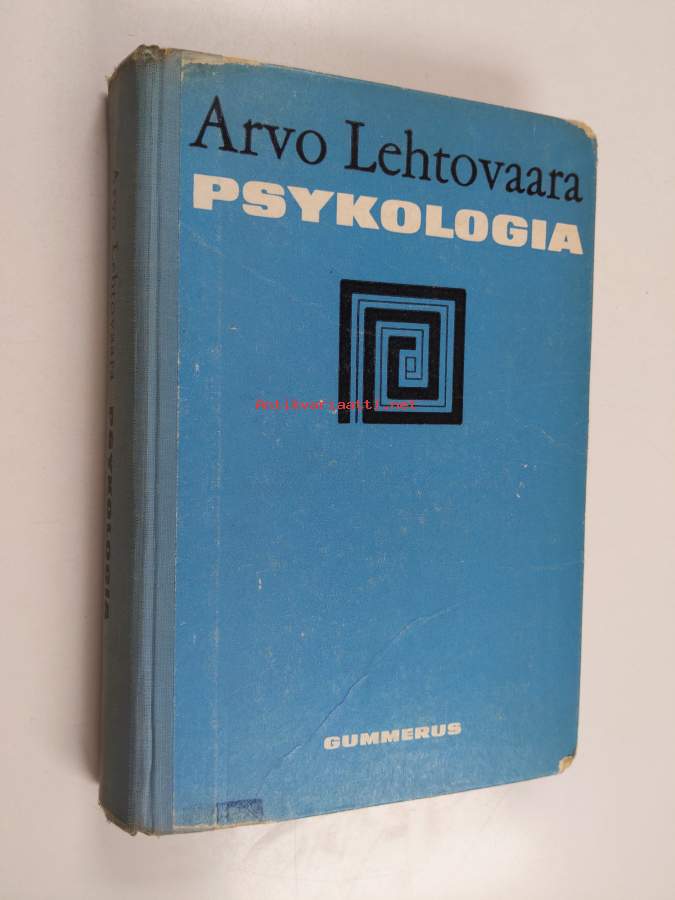 Arvo Lehtovaara
PSYKOLOGIA
Antikvariaatti.net
GUMMERUS
Arvo Lehtovaara PSYKOLOGIA